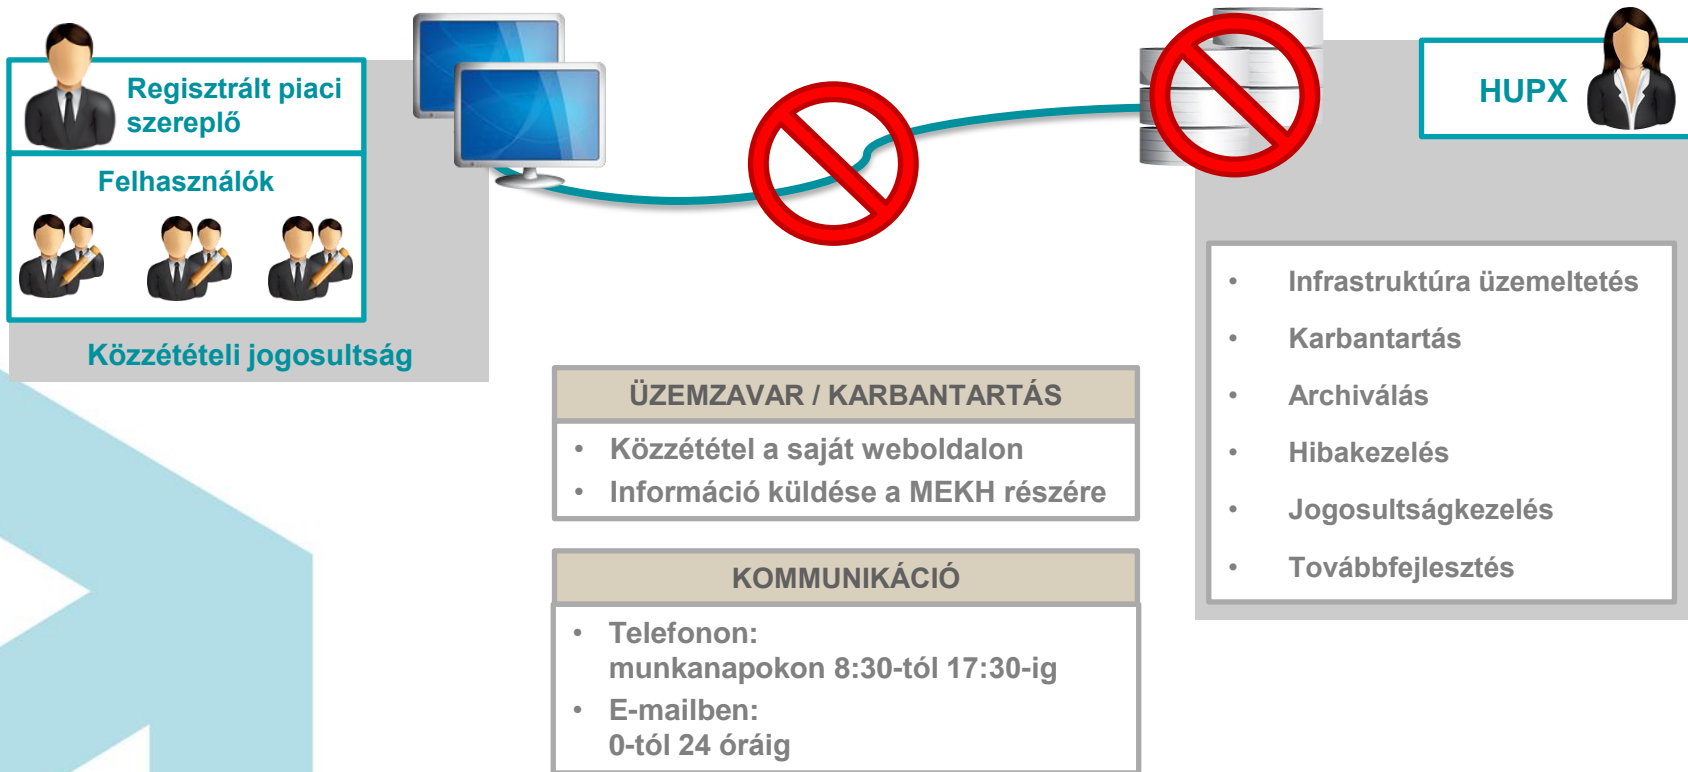 Regisztrált piaci
szereplő
Felhasználók
Közzétételi jogosultság
HUPX
• Infrastruktúra üzemeltetés
• Karbantartás
• Archiválás
• Hibakezelés
• Jogosultságkezelés
• Továbbfejlesztés
ÜZEMZAVAR / KARBANTARTÁS
• Közzététel a saját weboldalon
• Információ küldése a MEKH részére
KOMMUNIKÁCIÓ
• Telefonon:
munkanapokon 8:30-tól 17:30-ig
• E-mailben:
0-tól 24 óráig